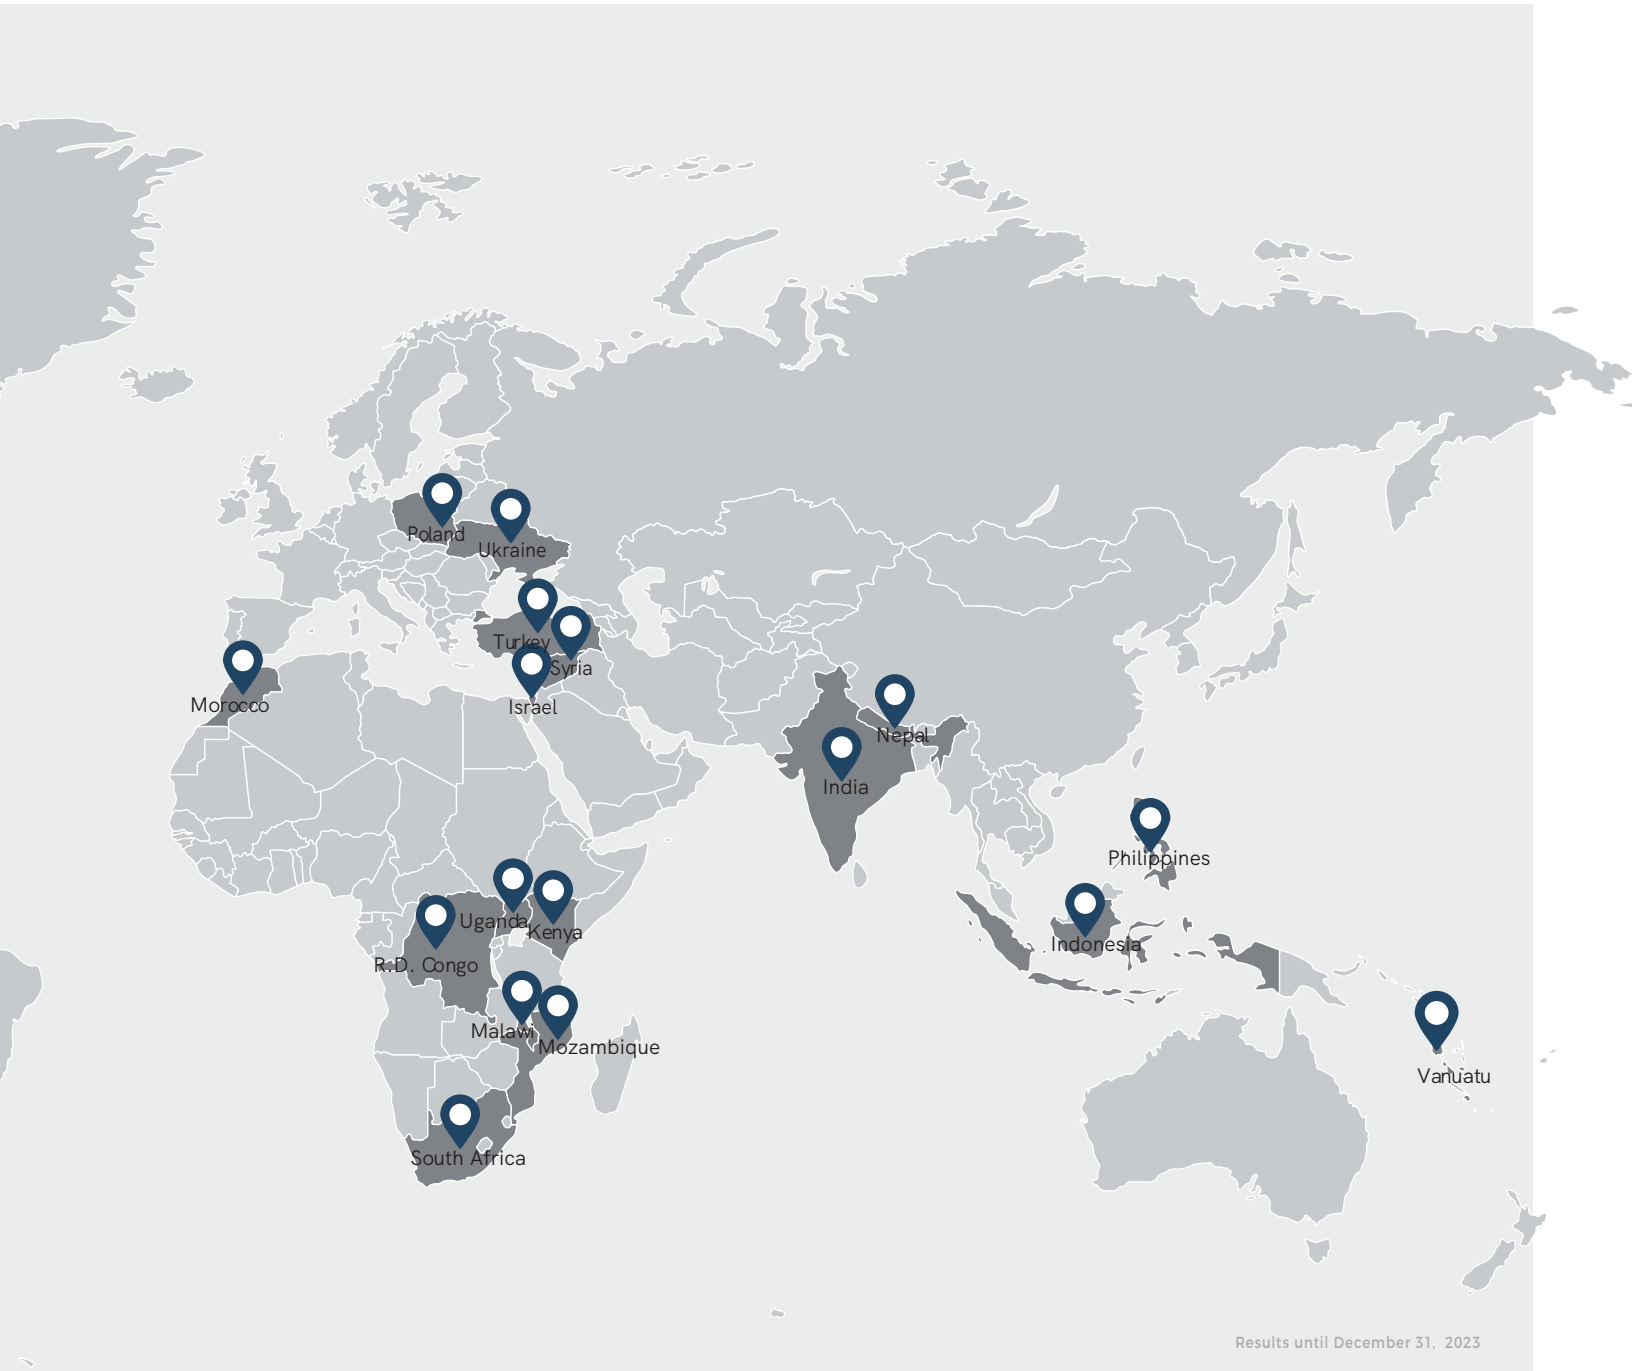 Poland
Ukraine
Turkey
Syria
Morocco
Israel
Nepal
India
Philippines
Uganda
Kenya
Indonesia
R.D. Congo
Malawi
Mozambique
Vanuatu
South Africa
Results until December 31, 2023